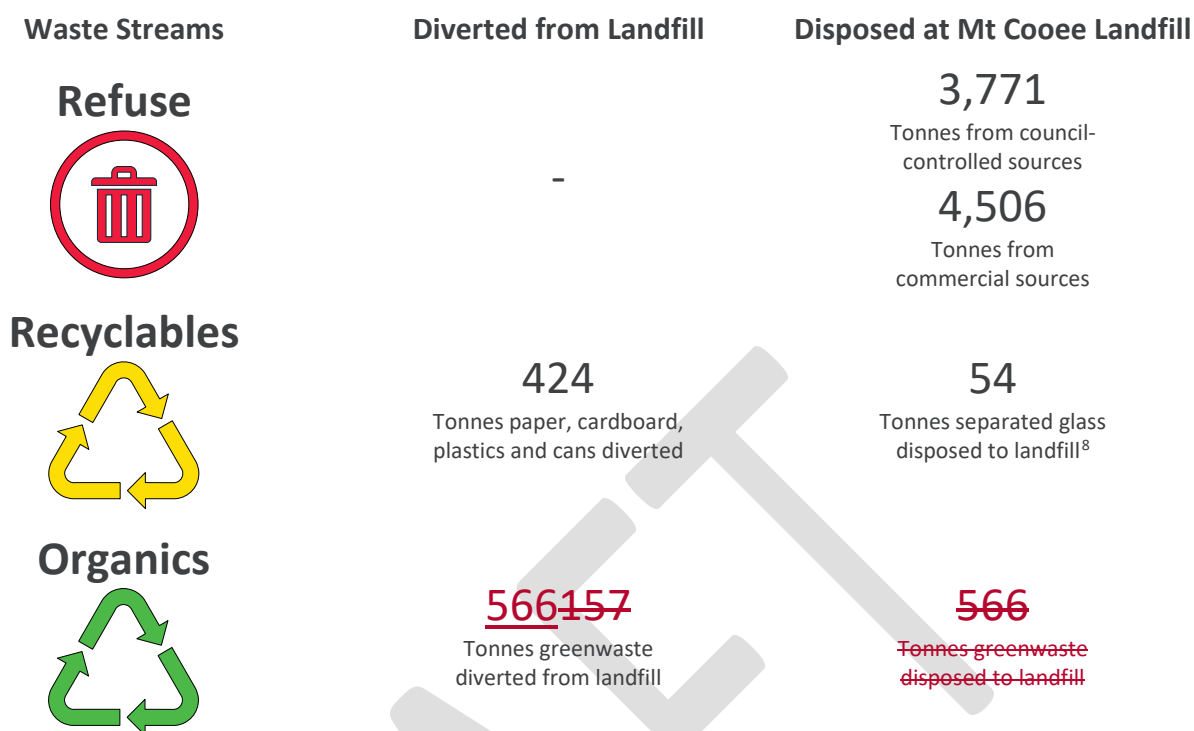 Waste Streams Diverted from Landfill Disposed at Mt Cooee Landfill
Refuse
-
3,771
Tonnes from council-
controlled sources
4,506
Tonnes from
commercial sources
Recyclables
424
Tonnes paper, cardboard,
plastics and cans diverted
54
Tonnes separated glass
disposed to landfill8
Organics
566157
Tonnes greenwaste
diverted from landfill
566
Tonnes greenwaste
disposed to landfill